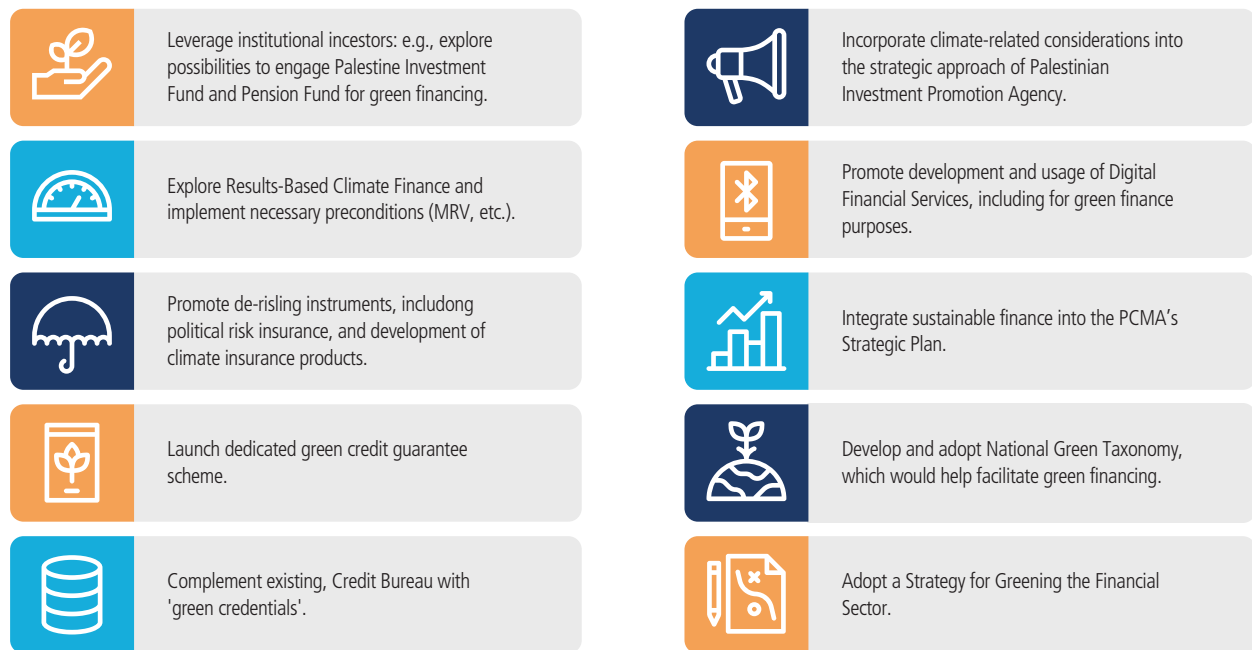 Leverage institutional incestors: e.g., explore
possibilities to engage Palestine Investment
Fund and Pension Fund for green financing.
Explore Results-Based Climate Finance and
implement necessary preconditions (MRV, etc.).
Promote de-risling instruments, includong
political risk insurance, and development of
climate insurance products.
Launch dedicated green credit guarantee
scheme.
Complement existing, Credit Bureau with
'green credentials'.
Incorporate climate-related considerations into
the strategic approach of Palestinian
Investment Promotion Agency.
Promote development and usage of Digital
Financial Services, including for green finance
purposes.
Integrate sustainable finance into the PCMA's
Strategic Plan.
Develop and adopt National Green Taxonomy,
which would help facilitate green financing.
Adopt a Strategy for Greening the Financial
Sector.